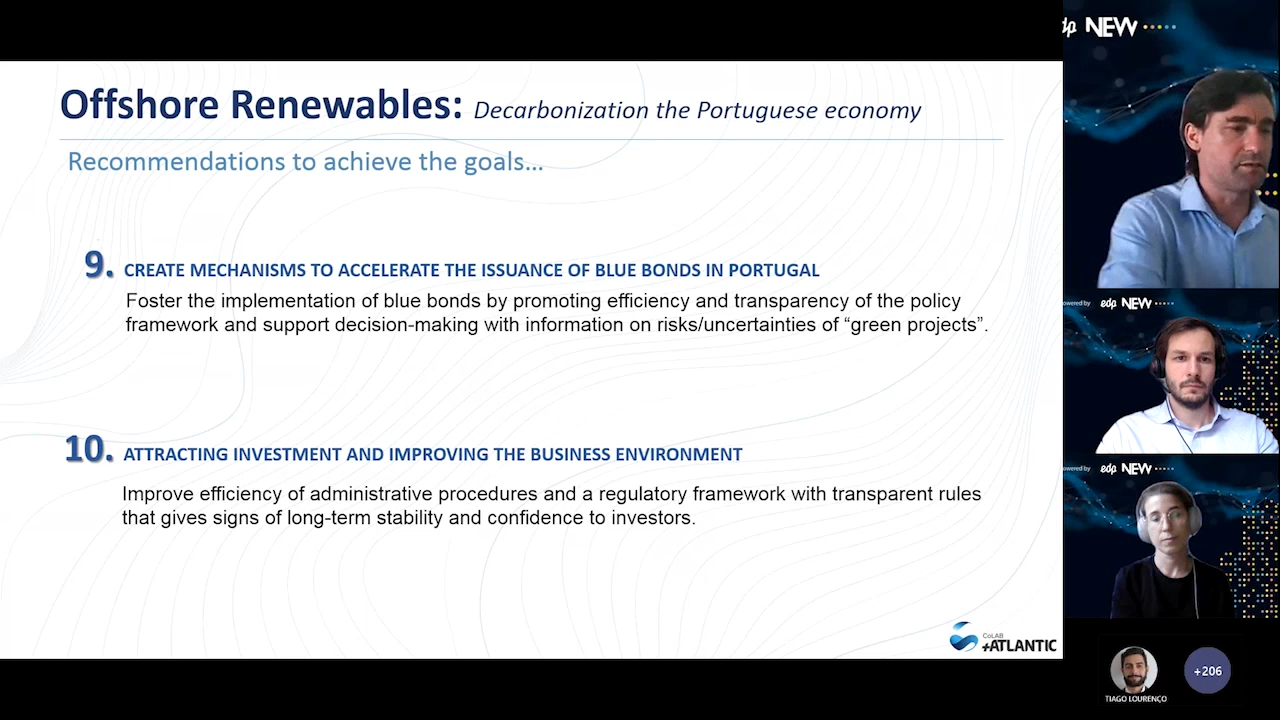 Offshore Renewables: Decarbonization the Portuguese economy
Recommendations to achieve the goals...
9. CREATE MECHANISMS TO ACCELERATE THE ISSUANCE OF BLUE BONDS IN PORTUGAL
Foster the implementation of blue bonds by promoting efficiency and transparency of the policy
framework and support decision-making with information on risks/uncertainties of “green projects”.
10. ATTRACTING INVESTMENT AND IMPROVING THE BUSINESS ENVIRONMENT
Improve efficiency of administrative procedures and a regulatory framework with transparent rules
that gives signs of long-term stability and confidence to investors.
CoLAB
+ATLANTIC
edp NEW
powered by edp NEW
powered by edp NEW
+206
TIAGO LOURENÇO